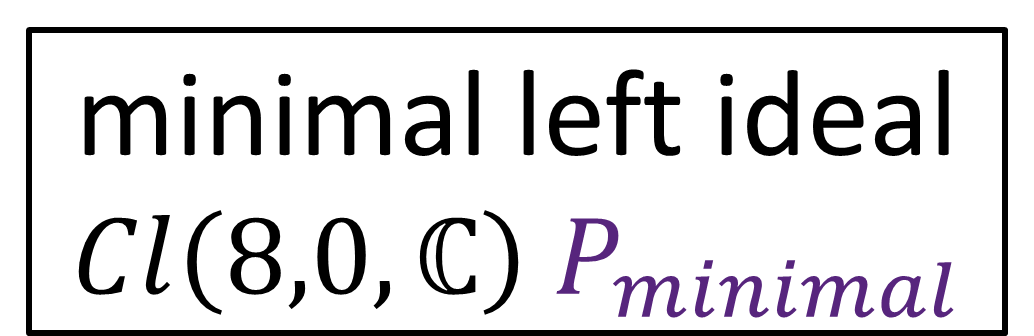 minimal left ideal
Cl(8,0, ℂ) P_minimal